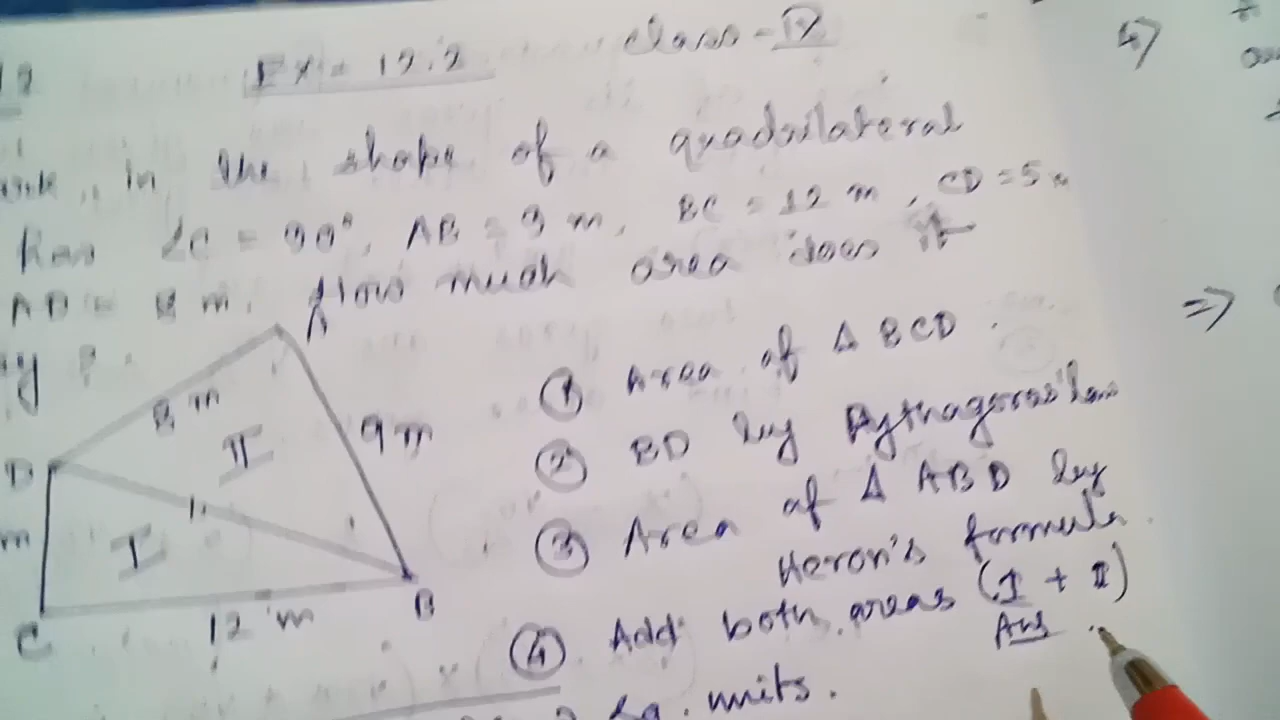 Ex = 12.2 Class - IX
in the shape of a quadrilateral
has ∠C = 90°, AB = 9 m, BC = 12 m, CD = 5 m
AD = 8 m. How much area does it
A
8 m
II
9 m
D
I
12 m
B
C
① Area of Δ BCD.
② BD by Pythagoras' law
③ Area of Δ ABD by
Heron's formula.
④ Add both areas (I + II)
Ans.
sq. units.
4)
=>